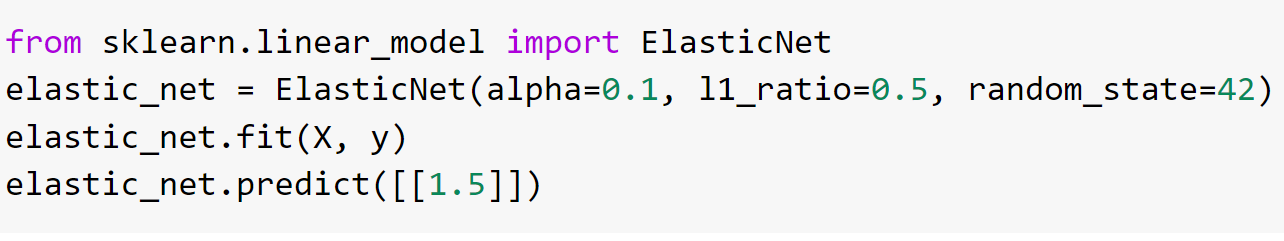 from sklearn.linear_model import ElasticNet
elastic_net = ElasticNet(alpha=0.1, l1_ratio=0.5, random_state=42)
elastic_net.fit(X, y)
elastic_net.predict([[1.5]])